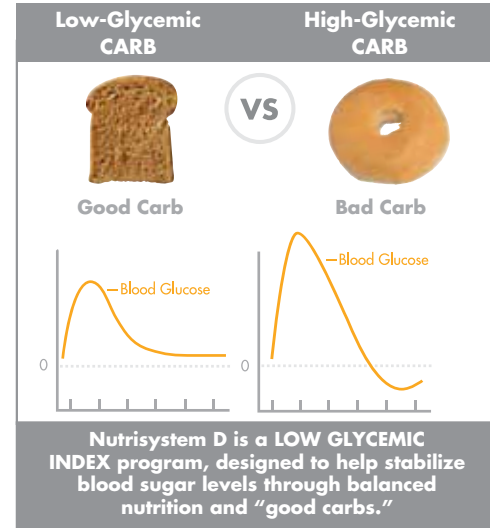 Low-Glycemic
CARB
High-Glycemic
CARB
VS
Good Carb
Bad Carb
Blood Glucose
0
Blood Glucose
0
Nutrisystem D is a LOW GLYCEMIC
INDEX program, designed to help stabilize
blood sugar levels through balanced
nutrition and “good carbs.”